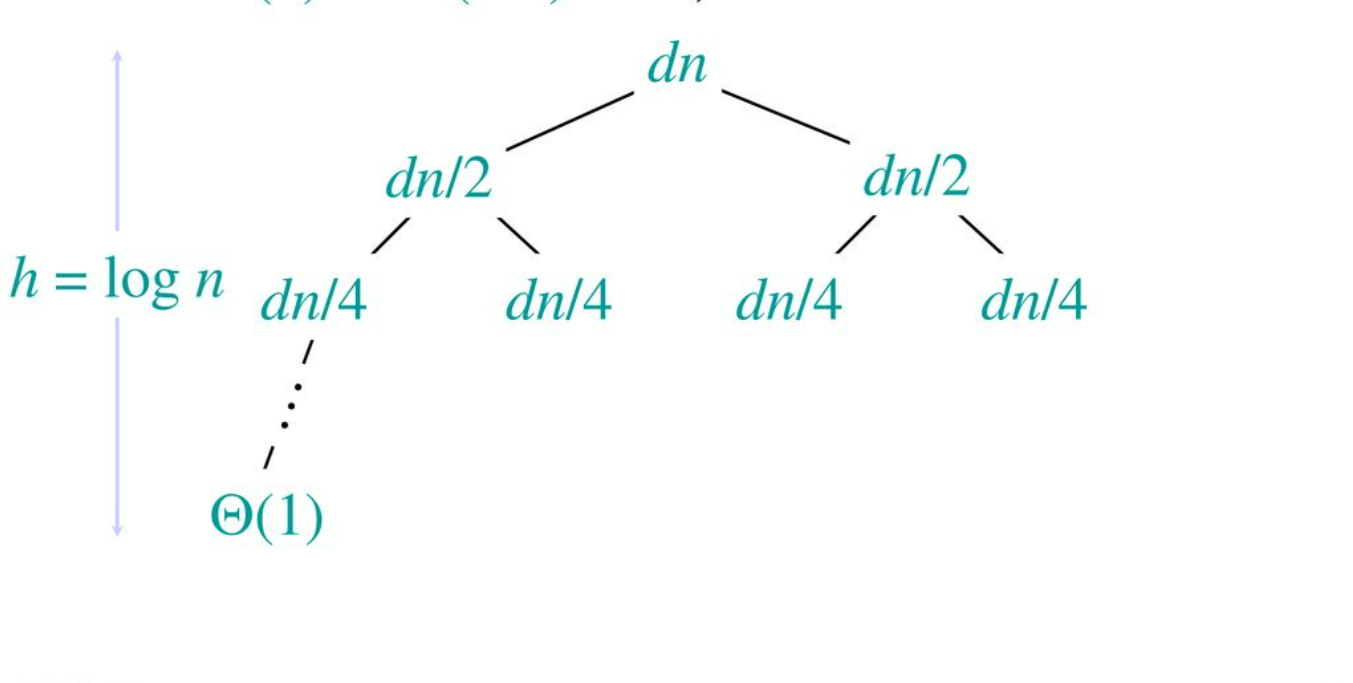 dn
dn/2 dn/2
h = log n dn/4 dn/4 dn/4 dn/4
Θ(1)